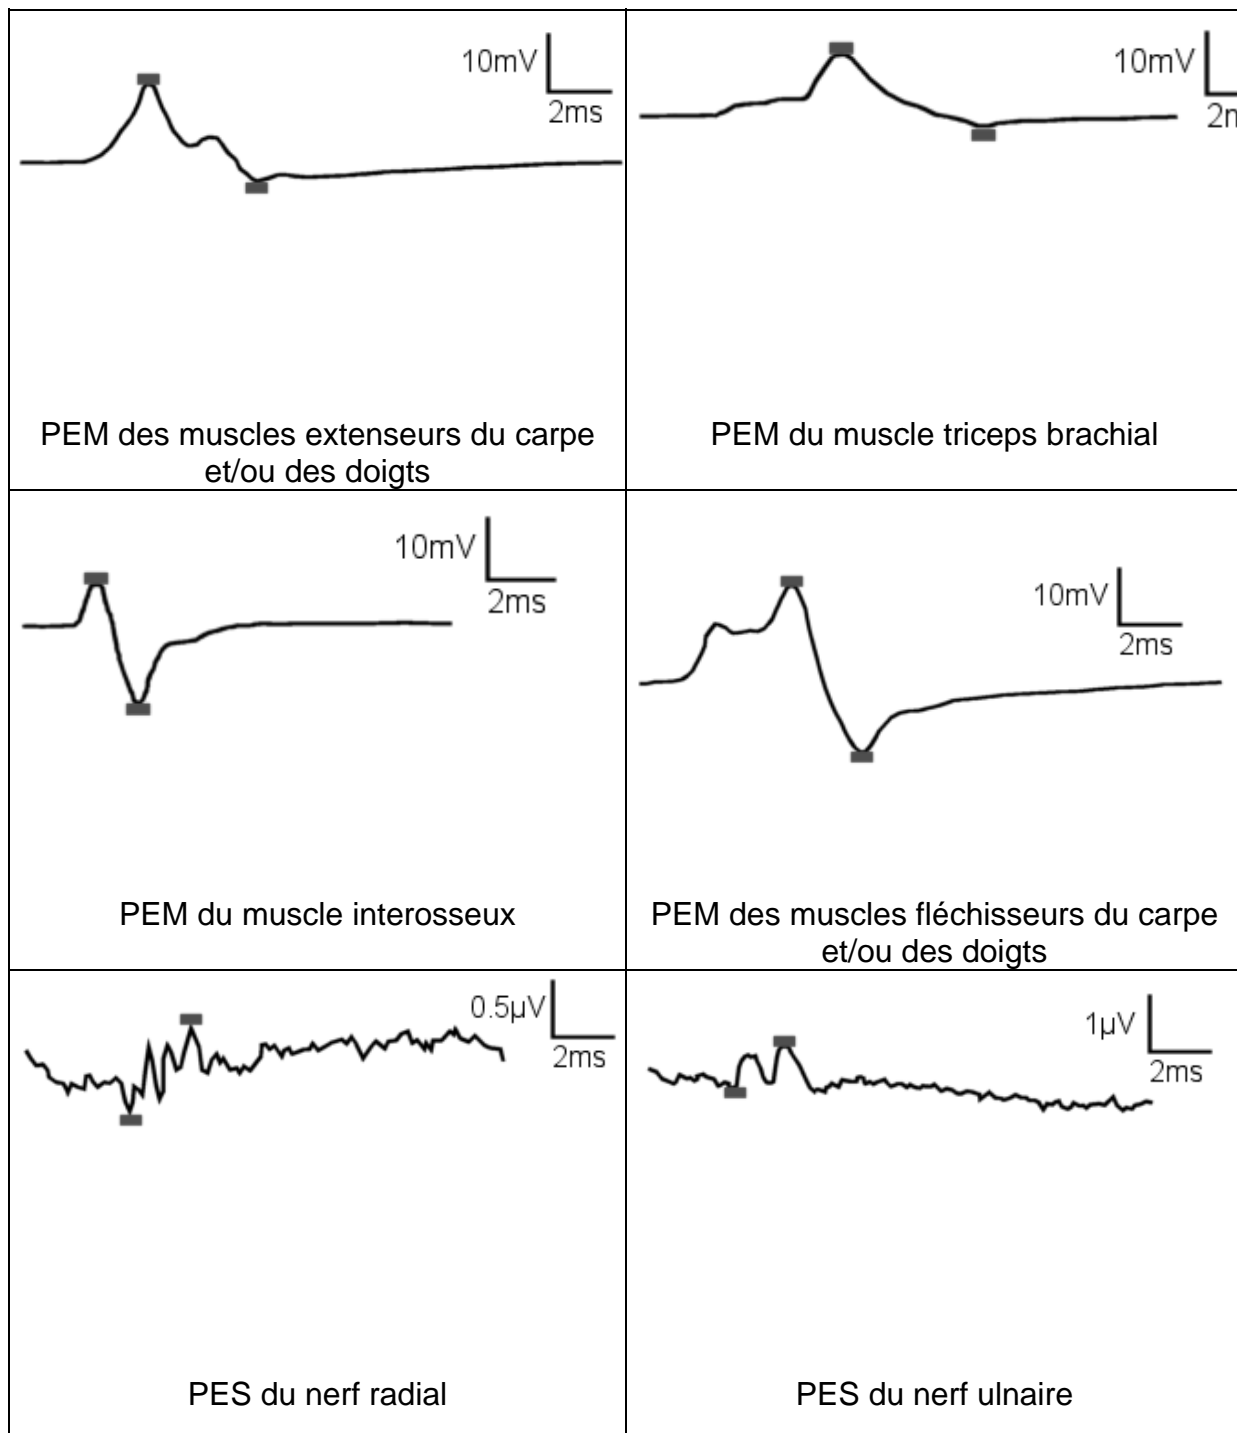 10mV
2ms
PEM des muscles extenseurs du carpe
et/ou des doigts
10mV
PEM du muscle triceps brachial
10mV
2ms
PEM du muscle interosseux
10mV
2ms
PEM des muscles fléchisseurs du carpe
et/ou des doigts
0.5µV
2ms
PES du nerf radial
1µV
2ms
PES du nerf ulnaire